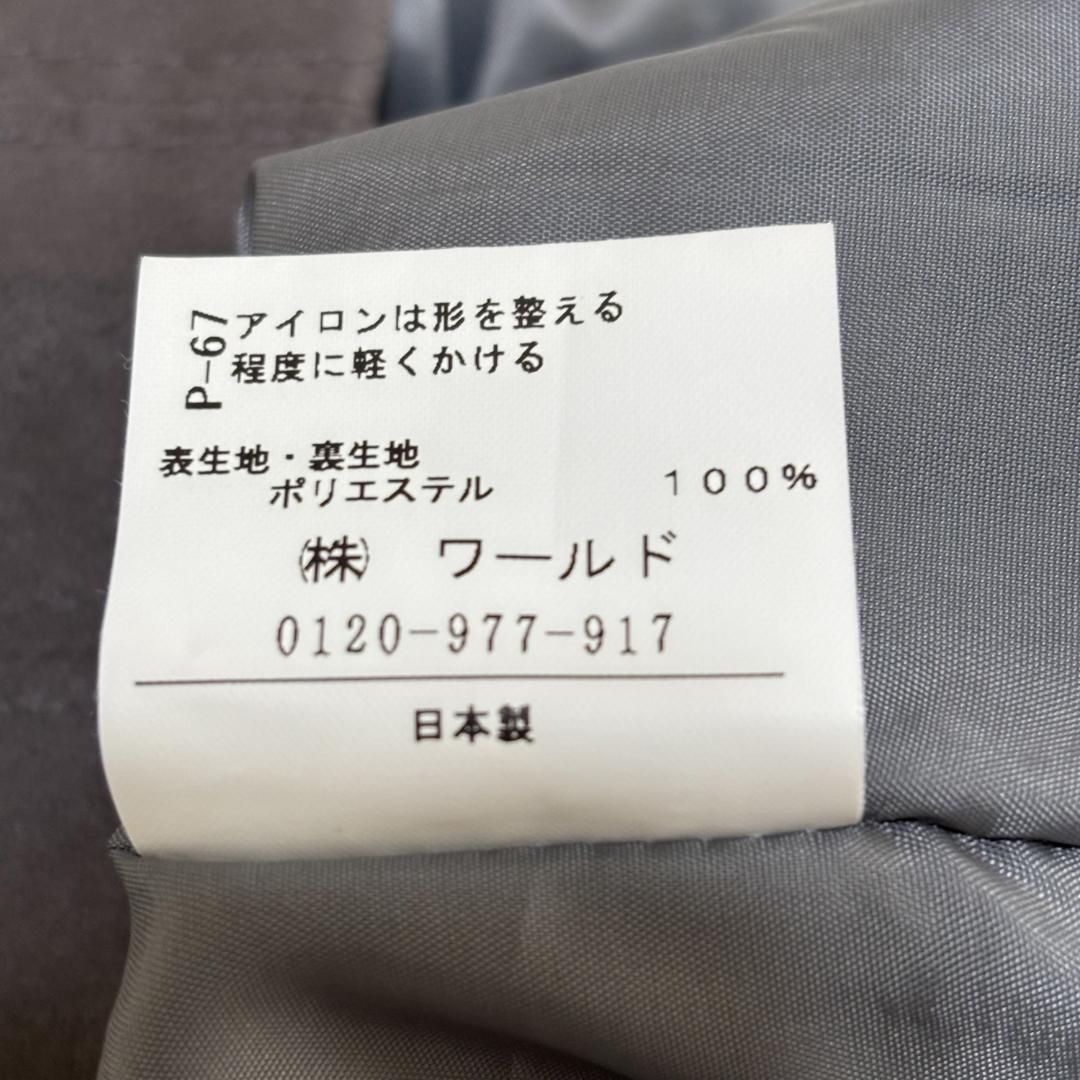 P-67
アイロンは形を整える
程度に軽くかける
表生地・裏生地
ポリエステル 100%
㈱ ワールド
0120-977-917
日本製